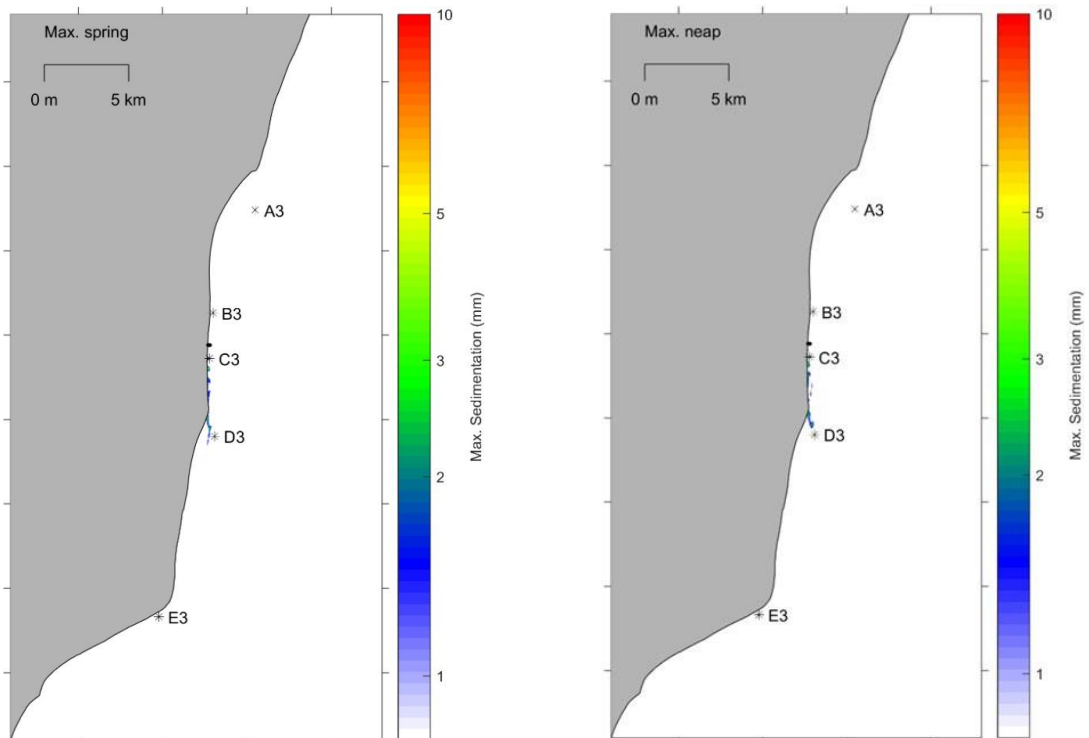 Max. spring
0 m 5 km
A3
B3
C3
D3
E3
10
5
3
2
1
Max. Sedimentation (mm)
Max. neap
0 m 5 km
A3
B3
C3
D3
E3
10
5
3
2
1
Max. Sedimentation (mm)